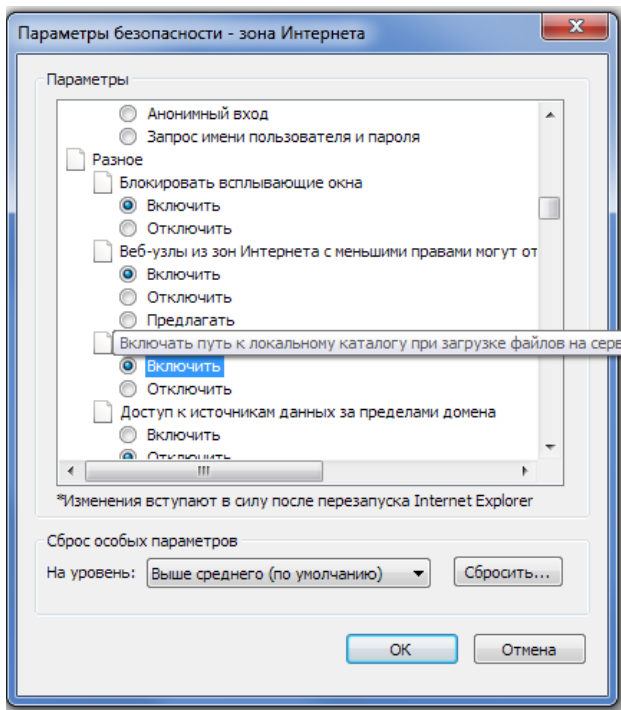 Параметры безопасности - зона Интернета
Параметры
Анонимный вход
Запрос имени пользователя и пароля
Разное
Блокировать всплывающие окна
Включить
Отключить
Веб-узлы из зон Интернета с меньшими правами могут от
Включить
Отключить
Предлагать
Включать путь к локальному каталогу при загрузке файлов на серв
Включить
Отключить
Доступ к источникам данных за пределами домена
Включить
Отключить
*Изменения вступают в силу после перезапуска Internet Explorer
Сброс особых параметров
На уровень: Выше среднего (по умолчанию) Сбросить...
ОК Отмена